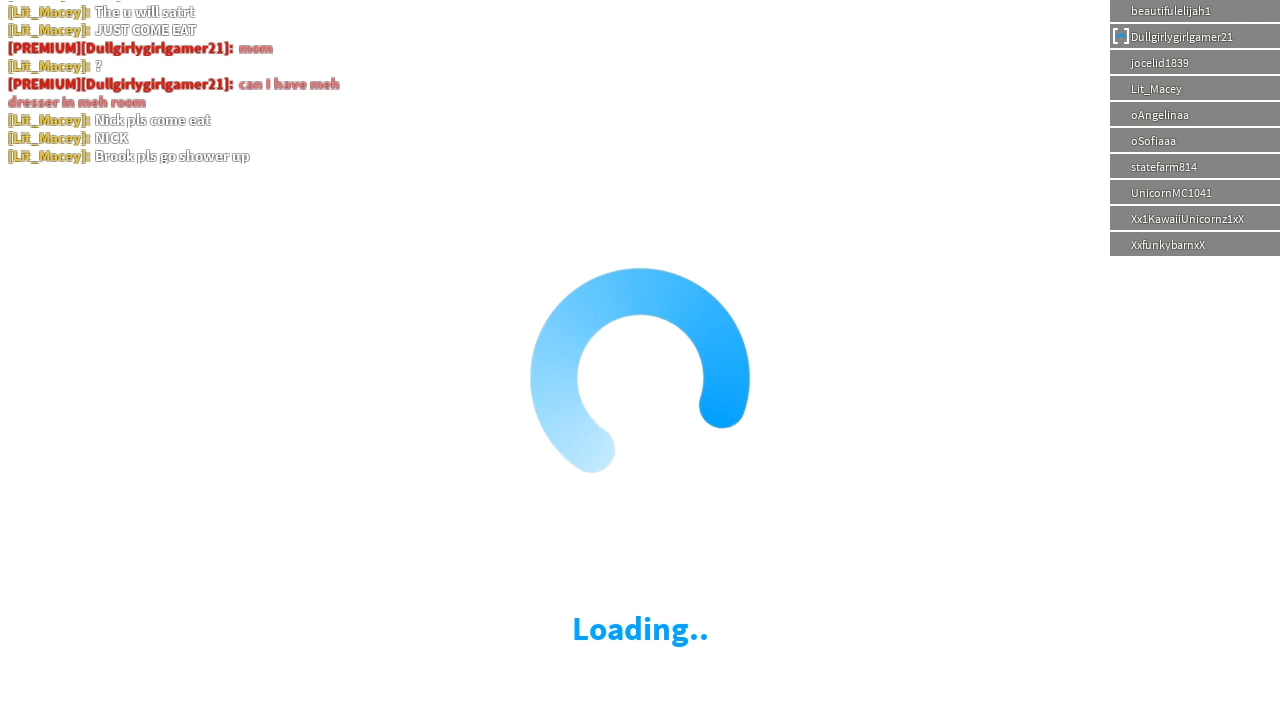 [Lit_Macey]: The u will satrt
[Lit_Macey]: JUST COME EAT
[PREMIUM][Dullgirlygirlgamer21]: mom
[Lit_Macey]: ?
[PREMIUM][Dullgirlygirlgamer21]: can I have meh
dresser in meh room
[Lit_Macey]: Nick pls come eat
[Lit_Macey]: NICK
[Lit_Macey]: Brook pls go shower up
beautifulelijah1
Dullgirlygirlgamer21
jocelid1839
Lit_Macey
oAngelinaa
oSofiaaa
statefarm814
UnicornMC1041
Xx1KawaiiUnicornz1xX
XxfunkybarnxX
Loading..